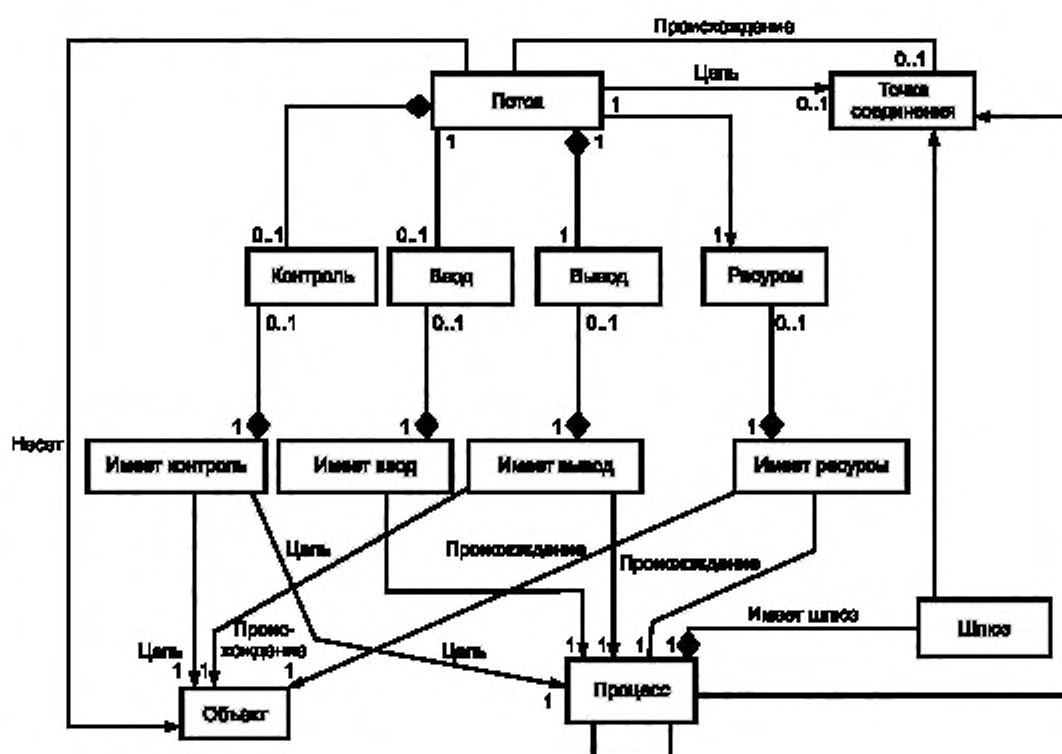 Происхождение
0..1
Цель
Поток
1
0..1
Точка
соединения
1
1
0..1
0..1
1
1
Контроль
Ввод
Вывод
Ресурсы
0..1
0..1
0..1
0..1
Несет
1
1
1
1
Имеет контроль
Имеет ввод
Имеет вывод
Имеет ресурсы
Цель
Происхождение
Происхождение
Имеет шлюз
Шлюз
Цель
1
1
Проис-
хождение
1
Цель
1
1
1
1
1
Объект
Процесс